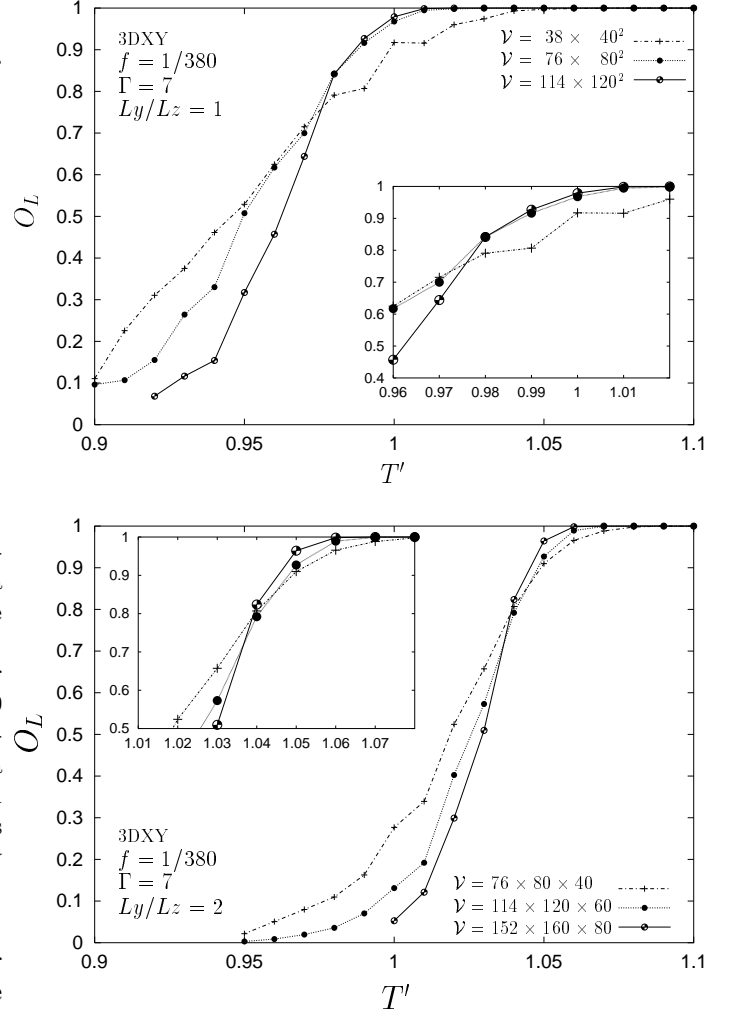 1
0.9
0.8
0.7
0.6
0.5
0.4
0.3
0.2
0.1
0
O_L
3DXY
f = 1/380
Γ = 7
Ly/Lz = 1
𝒱 = 38 × 40²
𝒱 = 76 × 80²
𝒱 = 114 × 120²
1
0.9
0.8
0.7
0.6
0.5
0.4
0.96 0.97 0.98 0.99 1 1.01
0.9 0.95 1 1.05 1.1
T′
1
0.9
0.8
0.7
0.6
0.5
0.4
0.3
0.2
0.1
0
O_L
1
0.9
0.8
0.7
0.6
0.5
1.01 1.02 1.03 1.04 1.05 1.06 1.07
3DXY
f = 1/380
Γ = 7
Ly/Lz = 2
𝒱 = 76 × 80 × 40
𝒱 = 114 × 120 × 60
𝒱 = 152 × 160 × 80
0.9 0.95 1 1.05 1.1
T′